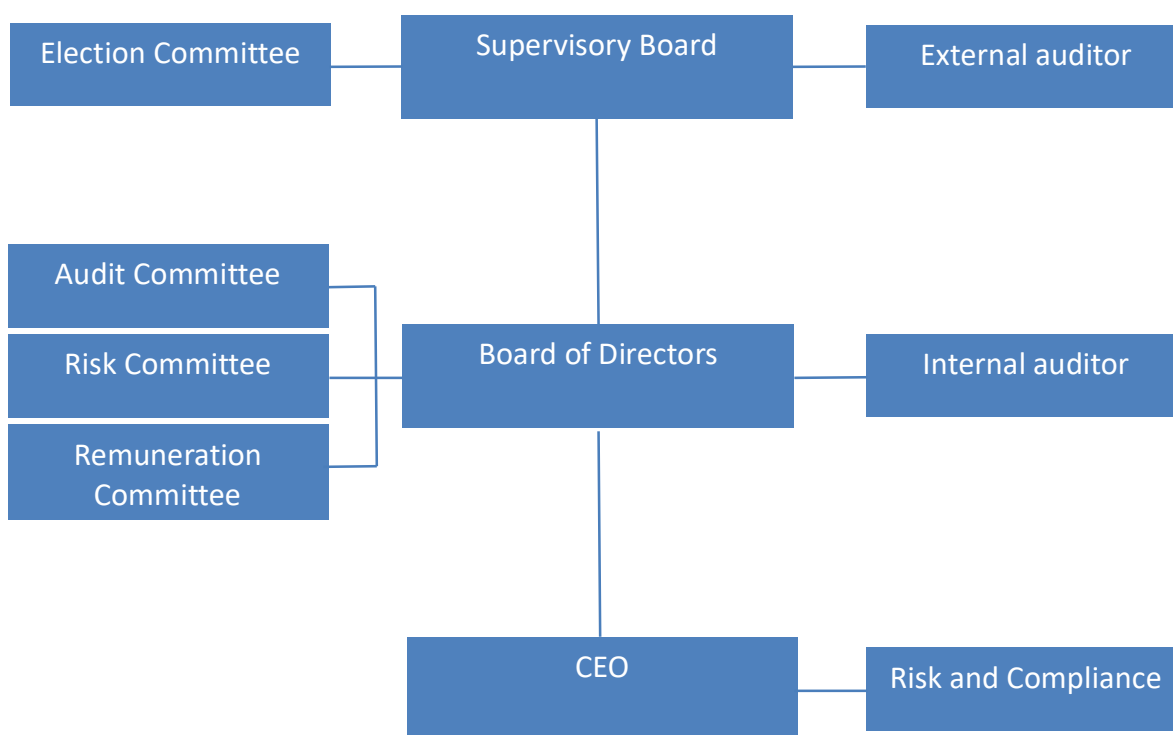 Election Committee
Supervisory Board
External auditor
Audit Committee
Risk Committee
Remuneration
Committee
Board of Directors
Internal auditor
CEO
Risk and Compliance